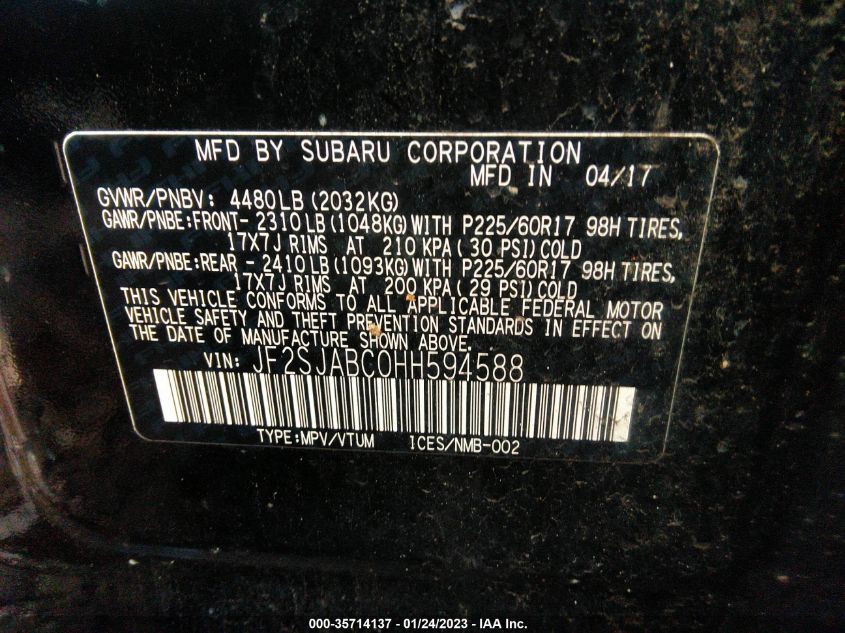 MFD BY SUBARU CORPORATION
MFD IN 04/17
GVWR/PNBV: 4480LB (2032KG)
GAWR/PNBE:FRONT- 2310 LB (1048KG) WITH P225/60R17 98H TIRES,
17X7J RIMS AT 210 KPA ( 30 PSI) COLD
GAWR/PNBE:REAR - 2410 LB (1093KG) WITH P225/60R17 98H TIRES,
17X7J RIMS AT 200 KPA ( 29 PSI) COLD
THIS VEHICLE CONFORMS TO ALL APPLICABLE FEDERAL MOTOR
VEHICLE SAFETY AND THEFT PREVENTION STANDARDS IN EFFECT ON
THE DATE OF MANUFACTURE SHOWN ABOVE.
VIN: JF2SJABC0HH594588
TYPE:MPV/VTUM ICES/NMB-002
000-35714137 - 01/24/2023 - IAA Inc.